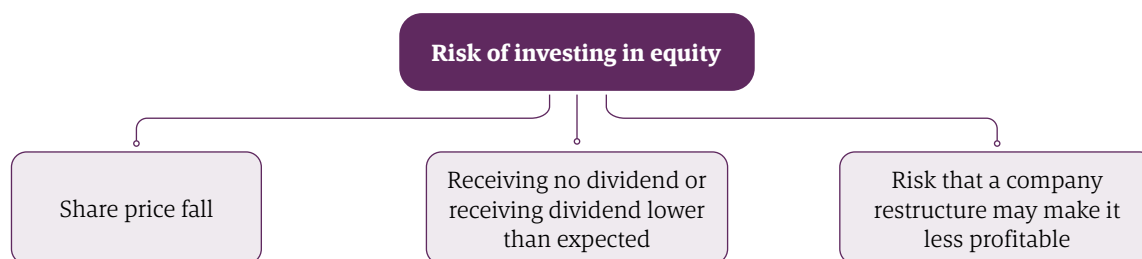 Risk of investing in equity
Share price fall
Receiving no dividend or
receiving dividend lower
than expected
Risk that a company
restructure may make it
less profitable